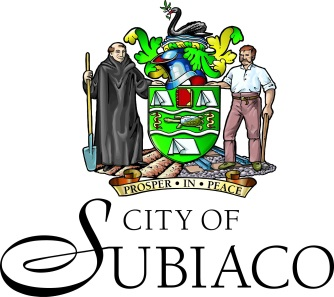 PROSPER • IN • PEACE
CITY OF
SUBIACO